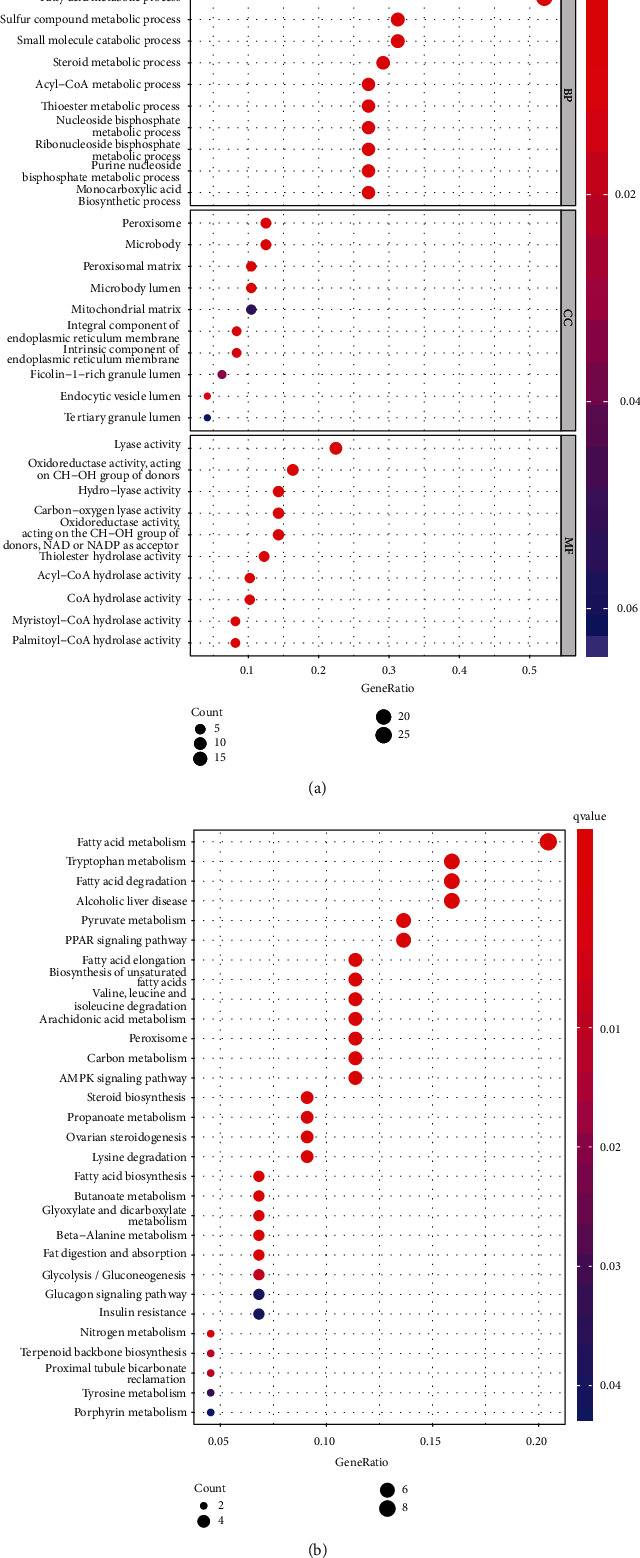 Fatty acid metabolic process
Sulfur compound metabolic process
Small molecule catabolic process
Steroid metabolic process
Acyl−CoA metabolic process
Thioester metabolic process
Nucleoside bisphosphate
metabolic process
Ribonucleoside bisphosphate
metabolic process
Purine nucleoside
bisphosphate metabolic process
Monocarboxylic acid
Biosynthetic process
BP
Peroxisome
Microbody
Peroxisomal matrix
Microbody lumen
Mitochondrial matrix
Integral component of
endoplasmic reticulum membrane
Intrinsic component of
endoplasmic reticulum membrane
Ficolin−1−rich granule lumen
Endocytic vesicle lumen
Tertiary granule lumen
CC
Lyase activity
Oxidoreductase activity, acting
on CH−OH group of donors
Hydro−lyase activity
Carbon−oxygen lyase activity
Oxidoreductase activity,
acting on the CH−OH group of
donors, NAD or NADP as acceptor
Thiolester hydrolase activity
Acyl−CoA hydrolase activity
CoA hydrolase activity
Myristoyl−CoA hydrolase activity
Palmitoyl−CoA hydrolase activity
MF
0.02
0.04
0.06
0.1 0.2 0.3 0.4 0.5
GeneRatio
Count
5
10
15
20
25
(a)
qvalue
Fatty acid metabolism
Tryptophan metabolism
Fatty acid degradation
Alcoholic liver disease
Pyruvate metabolism
PPAR signaling pathway
Fatty acid elongation
Biosynthesis of unsaturated
fatty acids
Valine, leucine and
isoleucine degradation
Arachidonic acid metabolism
Peroxisome
Carbon metabolism
AMPK signaling pathway
Steroid biosynthesis
Propanoate metabolism
Ovarian steroidogenesis
Lysine degradation
Fatty acid biosynthesis
Butanoate metabolism
Glyoxylate and dicarboxylate
metabolism
Beta−Alanine metabolism
Fat digestion and absorption
Glycolysis / Gluconeogenesis
Glucagon signaling pathway
Insulin resistance
Nitrogen metabolism
Terpenoid backbone biosynthesis
Proximal tubule bicarbonate
reclamation
Tyrosine metabolism
Porphyrin metabolism
0.01
0.02
0.03
0.04
0.05 0.10 0.15 0.20
GeneRatio
Count
2
4
6
8
(b)